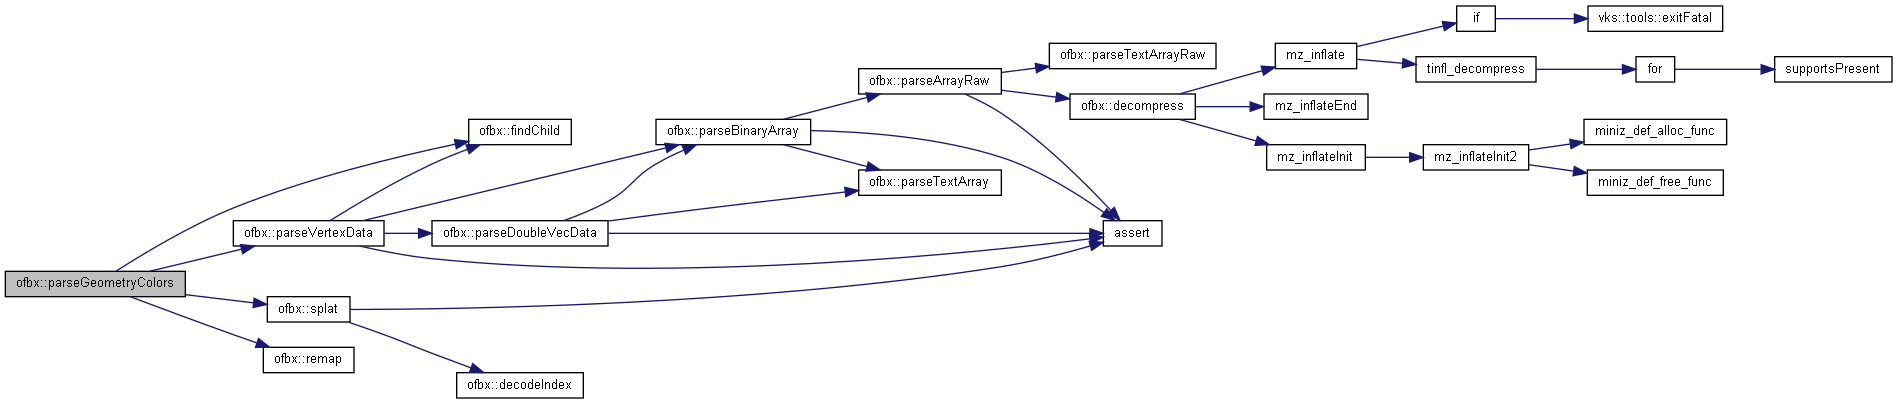 ofbx::parseGeometryColors
ofbx::findChild
ofbx::parseVertexData
ofbx::splat
ofbx::remap
ofbx::parseDoubleVecData
ofbx::decodeIndex
ofbx::parseBinaryArray
ofbx::parseArrayRaw
ofbx::parseTextArray
ofbx::parseTextArrayRaw
ofbx::decompress
assert
mz_inflate
mz_inflateEnd
mz_inflateInit
if
tinfl_decompress
mz_inflateInit2
vks::tools::exitFatal
for
supportsPresent
miniz_def_alloc_func
miniz_def_free_func